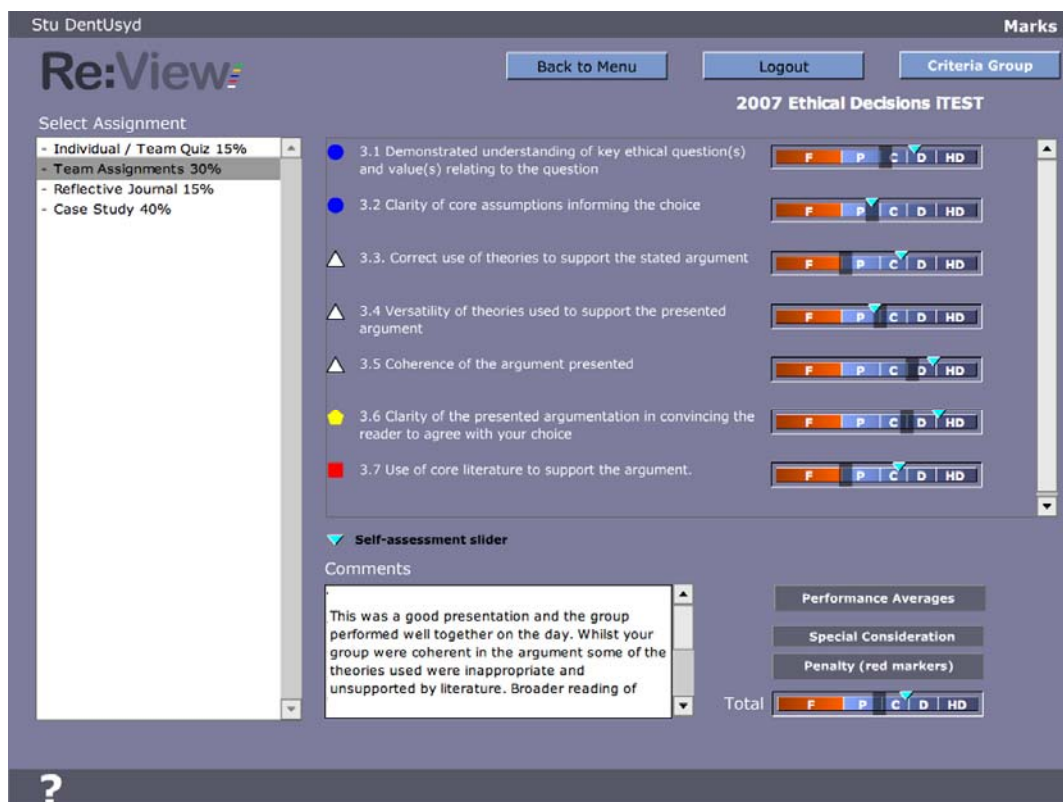 Stu DentUsyd
Marks
Re:View
Back to Menu
Logout
Criteria Group
2007 Ethical Decisions iTEST
Select Assignment
- Individual / Team Quiz 15%
- Team Assignments 30%
- Reflective Journal 15%
- Case Study 40%
3.1 Demonstrated understanding of key ethical question(s)
and value(s) relating to the question
F P C D HD
3.2 Clarity of core assumptions informing the choice
F P C D HD
3.3. Correct use of theories to support the stated argument
F P C D HD
3.4 Versatility of theories used to support the presented
argument
F P C D HD
3.5 Coherence of the argument presented
F P C D HD
3.6 Clarity of the presented argumentation in convincing the
reader to agree with your choice
F P C D HD
3.7 Use of core literature to support the argument.
F P C D HD
Self-assessment slider
Comments
This was a good presentation and the group
performed well together on the day. Whilst your
group were coherent in the argument some of the
theories used were inappropriate and
unsupported by literature. Broader reading of
Performance Averages
Special Consideration
Penalty (red markers)
Total F P C D HD
?